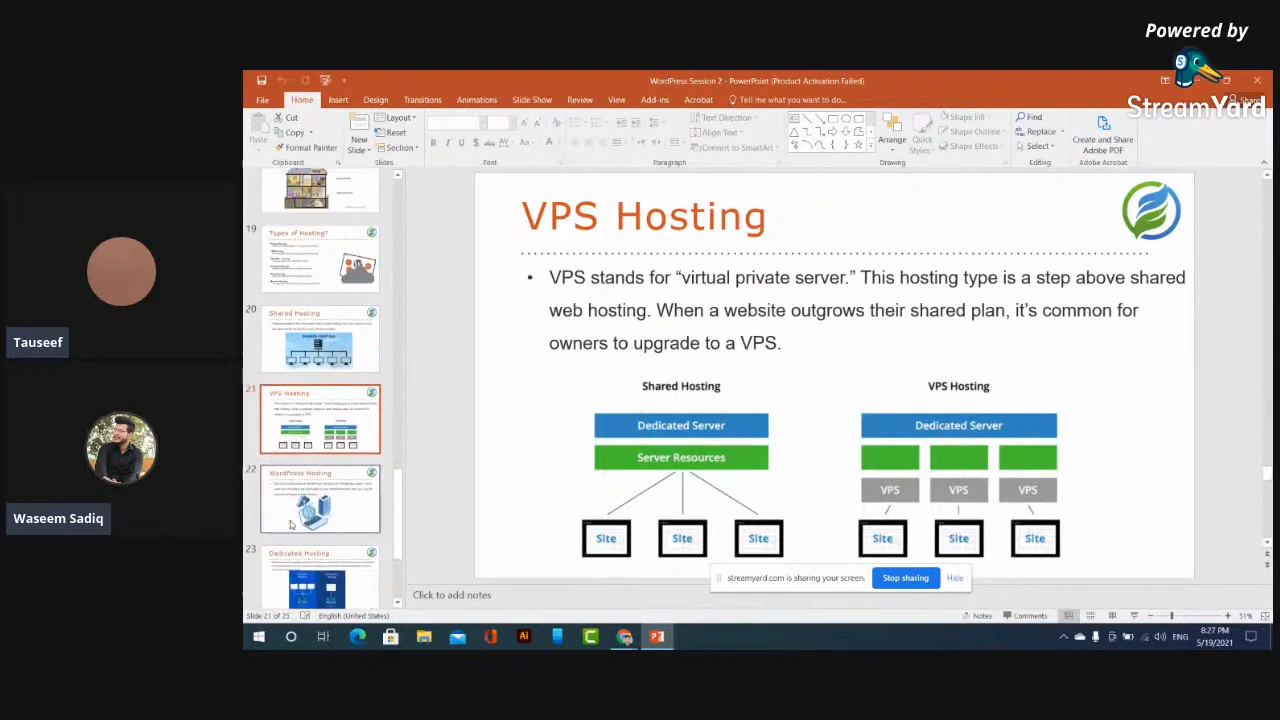 Powered by
StreamYard
WordPress Session 2 - PowerPoint (Product Activation Failed)
File Home Insert Design Transitions Animations Slide Show Review View Add-ins Acrobat Tell me what you want to do... Share
Paste
Cut
Copy
Format Painter
Clipboard
New
Slide
Layout
Reset
Section
Slides
B I U S abc AV Aa A
Font
Text Direction
Align Text
Convert to SmartArt
Paragraph
Arrange
Quick
Styles
Shape Fill
Shape Outline
Shape Effects
Drawing
Find
Replace
Select
Editing
Create and Share
Adobe PDF
Adobe Acrobat
19
Types of Hosting?
20
Shared Hosting
21
VPS Hosting
22
WordPress Hosting
23
Dedicated Hosting
VPS Hosting
• VPS stands for “virtual private server.” This hosting type is a step above shared
web hosting. When a website outgrows their shared plan, it’s common for
owners to upgrade to a VPS.
Shared Hosting
Dedicated Server
Server Resources
Site Site Site
VPS Hosting
Dedicated Server
VPS VPS VPS
Site Site Site
streamyard.com is sharing your screen. Stop sharing Hide
Click to add notes
Slide 21 of 25 English (United States) Notes Comments 51%
Ai
ENG
8:27 PM
5/19/2021
Tauseef
Waseem Sadiq